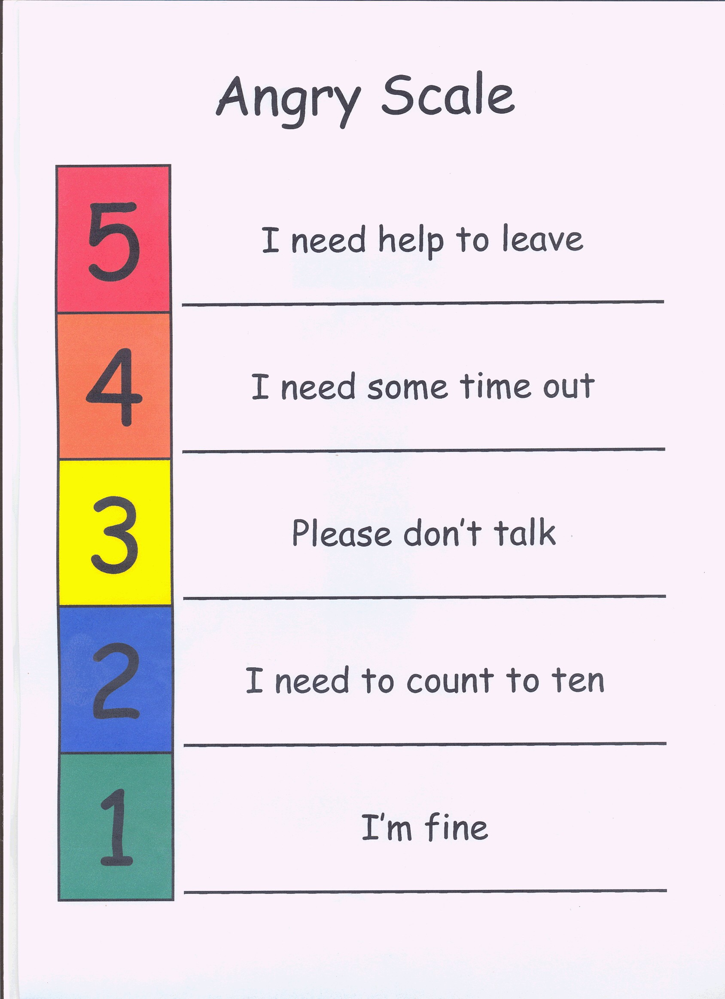 Angry Scale
5
I need help to leave
4
I need some time out
3
Please don't talk
2
I need to count to ten
1
I'm fine